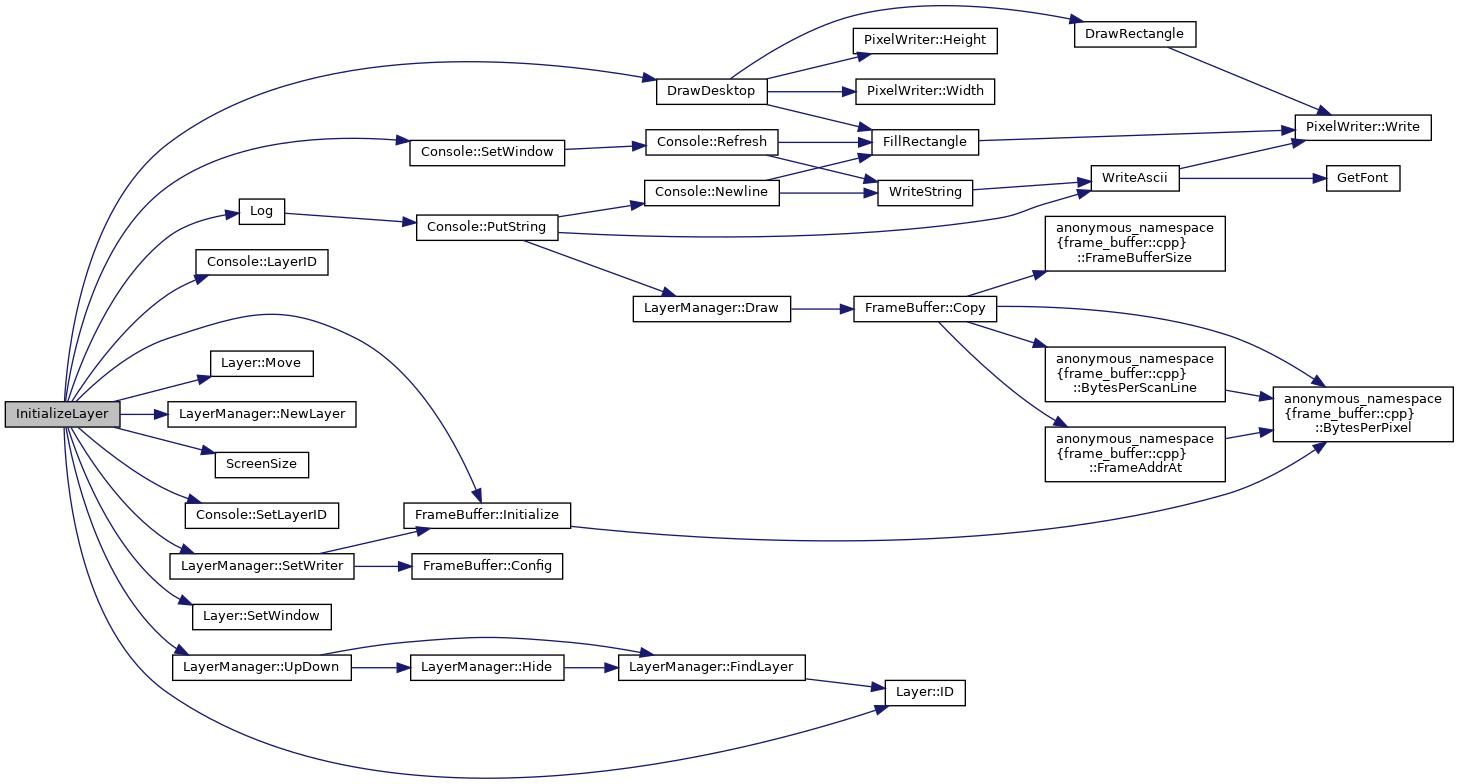 InitializeLayer
DrawDesktop
DrawRectangle
PixelWriter::Height
PixelWriter::Width
FillRectangle
PixelWriter::Write
Console::SetWindow
Console::Refresh
Console::Newline
WriteString
WriteAscii
GetFont
Log
Console::PutString
LayerManager::Draw
FrameBuffer::Copy
anonymous_namespace
{frame_buffer::cpp}
::FrameBufferSize
anonymous_namespace
{frame_buffer::cpp}
::BytesPerScanLine
anonymous_namespace
{frame_buffer::cpp}
::FrameAddrAt
anonymous_namespace
{frame_buffer::cpp}
::BytesPerPixel
Console::LayerID
Layer::Move
LayerManager::NewLayer
ScreenSize
Console::SetLayerID
FrameBuffer::Initialize
LayerManager::SetWriter
FrameBuffer::Config
Layer::SetWindow
LayerManager::UpDown
LayerManager::Hide
LayerManager::FindLayer
Layer::ID